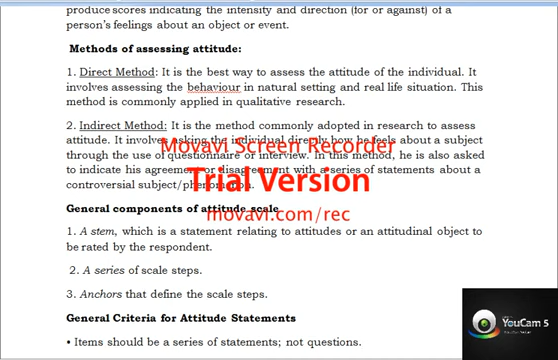 produce scores indicating the intensity and direction (for or against) of a
person's feelings about an object or event.
Methods of assessing attitude:
1. Direct Method: It is the best way to assess the attitude of the individual. It
involves assessing the behaviour in natural setting and real life situation. This
method is commonly applied in qualitative research.
2. Indirect Method: It is the method commonly adopted in research to assess
attitude. It involves asking the individual directly how he feels about a subject
through the use of questionnaire or interview. In this method, he is also asked
to indicate his agreement or disagreement with a series of statements about a
controversial subject/phenomenon.
Movavi Screen Recorder
Trial Version
movavi.com/rec
General components of attitude scale
1. A stem, which is a statement relating to attitudes or an attitudinal object to
be rated by the respondent.
2. A series of scale steps.
3. Anchors that define the scale steps.
General Criteria for Attitude Statements
• Items should be a series of statements; not questions.
YouCam 5